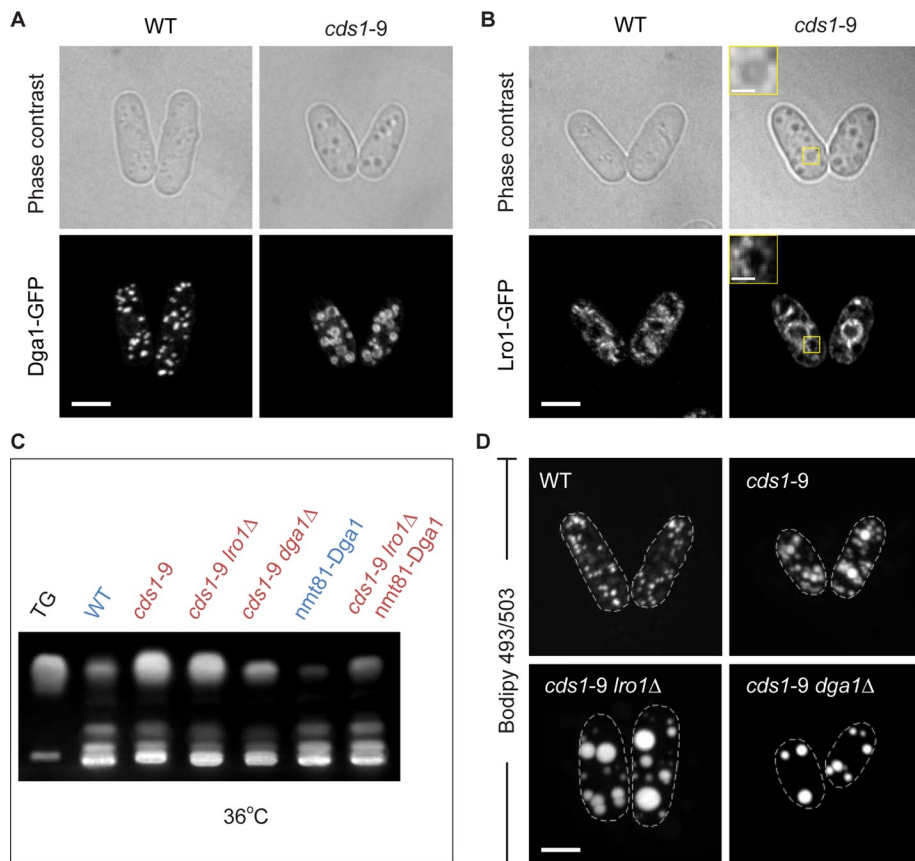 A
WT
cds1-9
Phase contrast
Dga1-GFP
B
WT
cds1-9
Phase contrast
Lro1-GFP
C
TG
WT
cds1-9
cds1-9 lro1Δ
cds1-9 dga1Δ
nmt81-Dga1
cds1-9 lro1Δ
nmt81-Dga1
36°C
D
Bodipy 493/503
WT
cds1-9
cds1-9 lro1Δ
cds1-9 dga1Δ